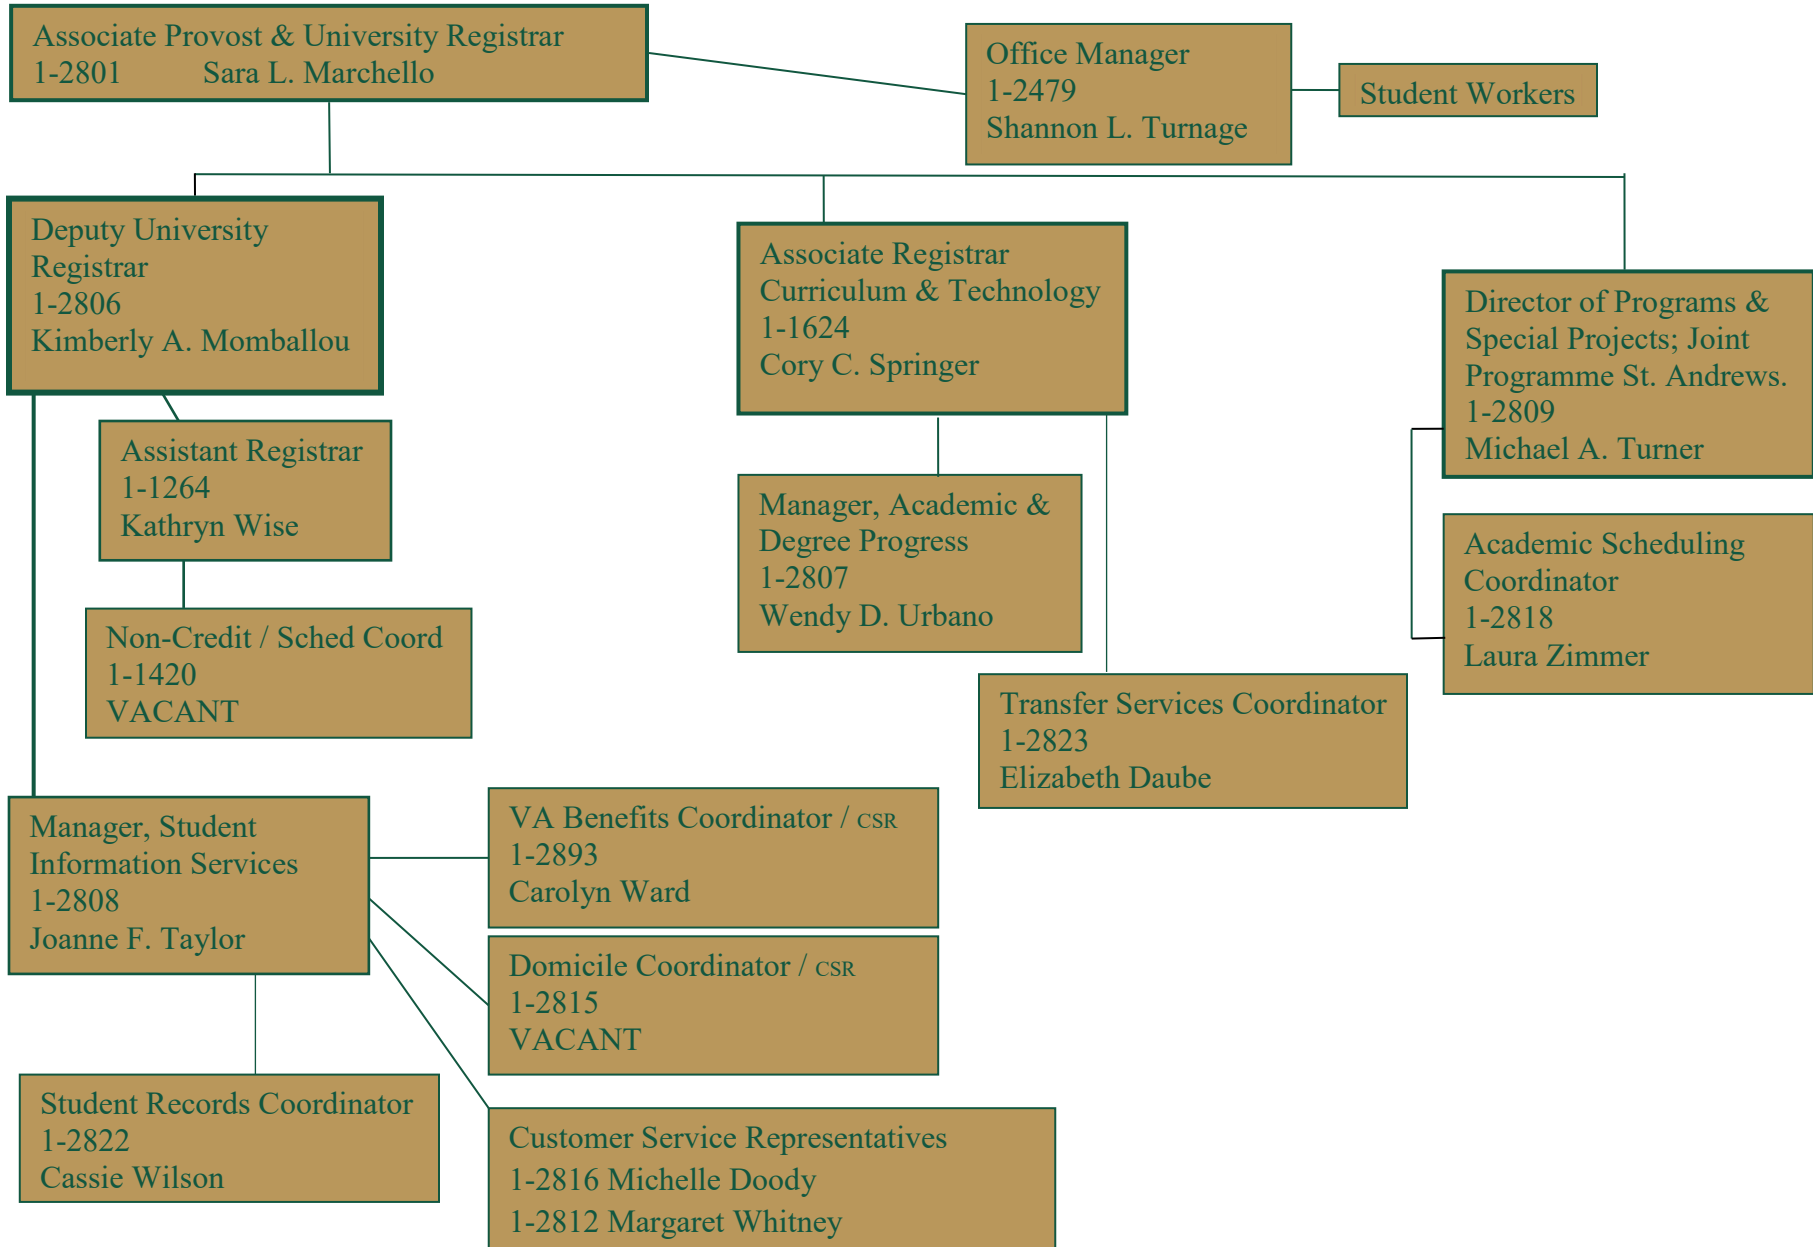 Associate Provost & University Registrar
1-2801 Sara L. Marchello
Office Manager
1-2479
Shannon L. Turnage
Student Workers
Deputy University
Registrar
1-2806
Kimberly A. Momballou
Associate Registrar
Curriculum & Technology
1-1624
Cory C. Springer
Director of Programs &
Special Projects; Joint
Programme St. Andrews.
1-2809
Michael A. Turner
Assistant Registrar
1-1264
Kathryn Wise
Manager, Academic &
Degree Progress
1-2807
Wendy D. Urbano
Academic Scheduling
Coordinator
1-2818
Laura Zimmer
Non-Credit / Sched Coord
1-1420
VACANT
Transfer Services Coordinator
1-2823
Elizabeth Daube
Manager, Student
Information Services
1-2808
Joanne F. Taylor
VA Benefits Coordinator / CSR
1-2893
Carolyn Ward
Domicile Coordinator / CSR
1-2815
VACANT
Student Records Coordinator
1-2822
Cassie Wilson
Customer Service Representatives
1-2816 Michelle Doody
1-2812 Margaret Whitney